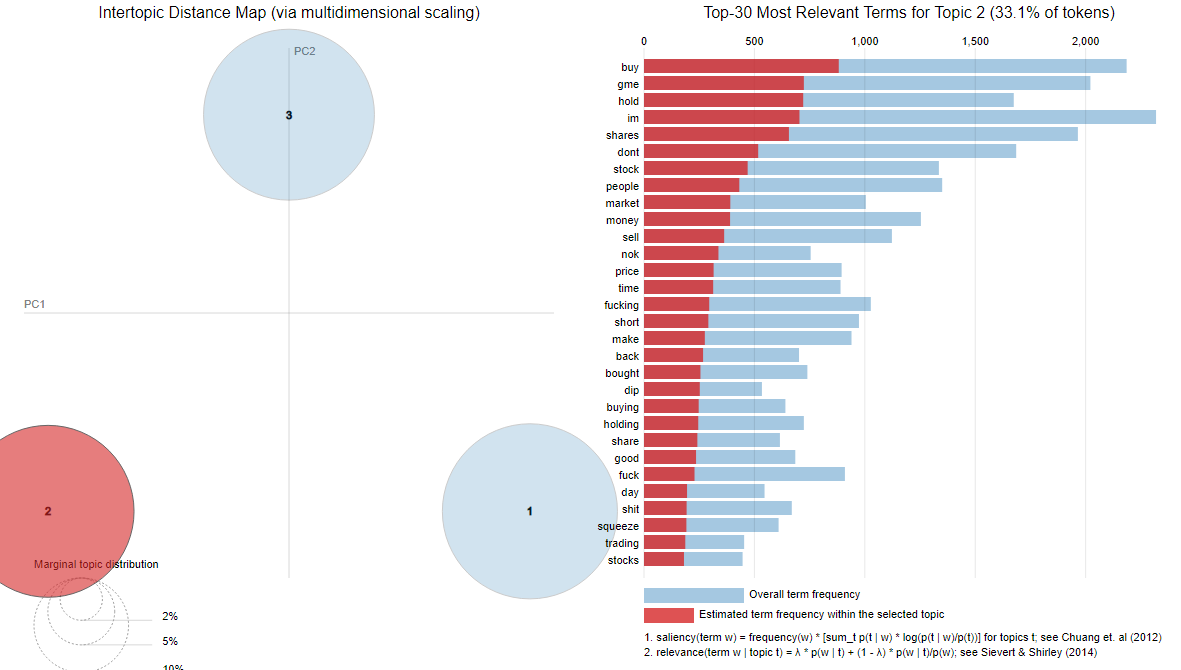 Intertopic Distance Map (via multidimensional scaling)
PC2
3
PC1
2
1
Marginal topic distribution
2%
5%
10%
Top-30 Most Relevant Terms for Topic 2 (33.1% of tokens)
0 500 1,000 1,500 2,000
buy
gme
hold
im
shares
dont
stock
people
market
money
sell
nok
price
time
fucking
short
make
back
bought
dip
buying
holding
share
good
fuck
day
shit
squeeze
trading
stocks
Overall term frequency
Estimated term frequency within the selected topic
1. saliency(term w) = frequency(w) * [sum_t p(t | w) * log(p(t | w)/p(t))] for topics t; see Chuang et. al (2012)
2. relevance(term w | topic t) = λ * p(w | t) + (1 - λ) * p(w | t)/p(w); see Sievert & Shirley (2014)